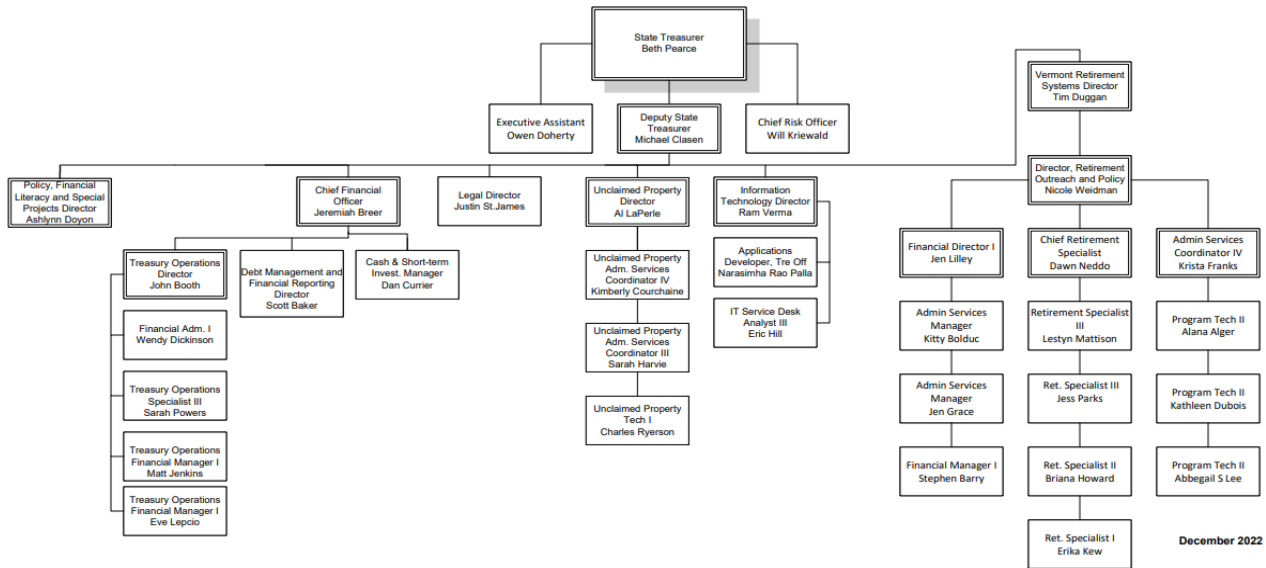 State Treasurer
Beth Pearce
Vermont Retirement
Systems Director
Tim Duggan
Executive Assistant
Owen Doherty
Deputy State
Treasurer
Michael Clasen
Chief Risk Officer
Will Kriewald
Policy, Financial
Literacy and Special
Projects Director
Ashlynn Doyon
Chief Financial
Officer
Jeremiah Breer
Legal Director
Justin St.James
Unclaimed Property
Director
Al LaPerle
Information
Technology Director
Ram Verma
Director, Retirement
Outreach and Policy
Nicole Weidman
Treasury Operations
Director
John Booth
Debt Management and
Financial Reporting
Director
Scott Baker
Cash & Short-term
Invest. Manager
Dan Currier
Financial Adm. I
Wendy Dickinson
Treasury Operations
Specialist III
Sarah Powers
Treasury Operations
Financial Manager I
Matt Jenkins
Treasury Operations
Financial Manager I
Eve Lepcio
Unclaimed Property
Adm. Services
Coordinator IV
Kimberly Courchaine
Unclaimed Property
Adm. Services
Coordinator III
Sarah Harvie
Unclaimed Property
Tech I
Charles Ryerson
Applications
Developer, Tre Off
Narasimha Rao Palla
IT Service Desk
Analyst III
Eric Hill
Financial Director I
Jen Lilley
Admin Services
Manager
Kitty Bolduc
Admin Services
Manager
Jen Grace
Financial Manager I
Stephen Barry
Chief Retirement
Specialist
Dawn Neddo
Retirement Specialist
III
Lestyn Mattison
Ret. Specialist III
Jess Parks
Ret. Specialist II
Briana Howard
Ret. Specialist I
Erika Kew
Admin Services
Coordinator IV
Krista Franks
Program Tech II
Alana Alger
Program Tech II
Kathleen Dubois
Program Tech II
Abbegail S Lee
December 2022